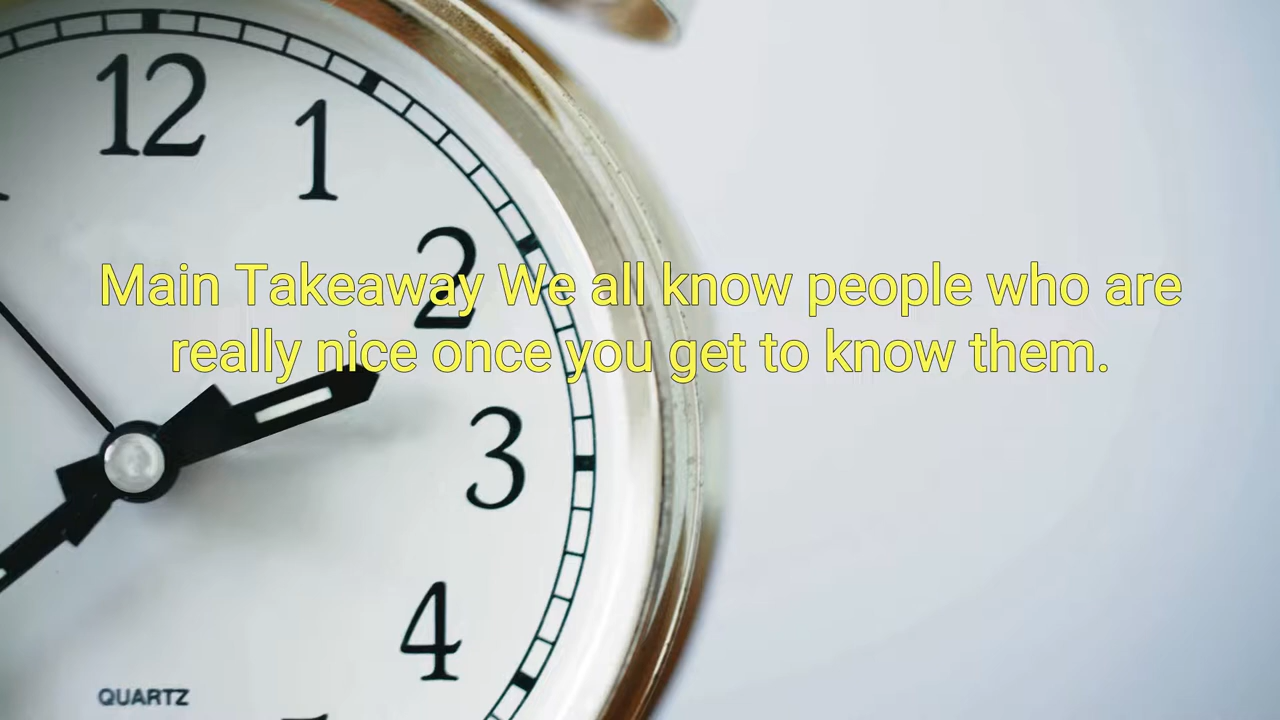 12
1
2
Main Takeaway We all know people who are
really nice once you get to know them.
3
4
QUARTZ